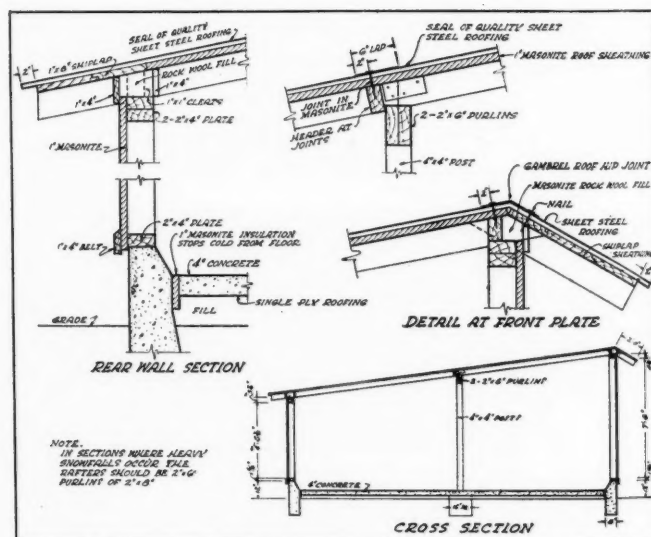 SEAL OF QUALITY
SHEET STEEL ROOFING
1"x8" SHIPLAP
2"
ROCK WOOL FILL
1"x4"
1"x4"
1"x1" CLEATS
2-2"x4" PLATE
1" MASONITE
2"x4" PLATE
1" MASONITE INSULATION
STOPS COLD FROM FLOOR
1"x4" BELT
4" CONCRETE
SINGLE PLY ROOFING
FILL
GRADE
REAR WALL SECTION
6" LAP
SEAL OF QUALITY SHEET
STEEL ROOFING
2"
1" MASONITE ROOF SHEATHING
JOINT IN
MASONITE
HEADER AT
JOINTS
2-2"x6" PURLINS
4"x4" POST
GAMBREL ROOF HIP JOINT
MASONITE ROCK WOOL FILL
NAIL
SHEET STEEL
ROOFING
SHIPLAP
SHEATHING
DETAIL AT FRONT PLATE
2-2"x6" PURLINS
4"x4" POSTS
4" CONCRETE
NOTE.
IN SECTIONS WHERE HEAVY
SNOWFALLS OCCUR THE
RAFTERS SHOULD BE 2"x6"
PURLINS OF 2"x8"
CROSS SECTION